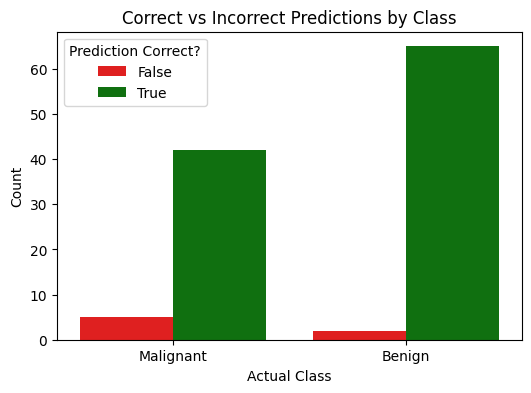 Correct vs Incorrect Predictions by Class
Prediction Correct?
False
True
60
50
40
30
20
10
0
Count
Malignant
Benign
Actual Class